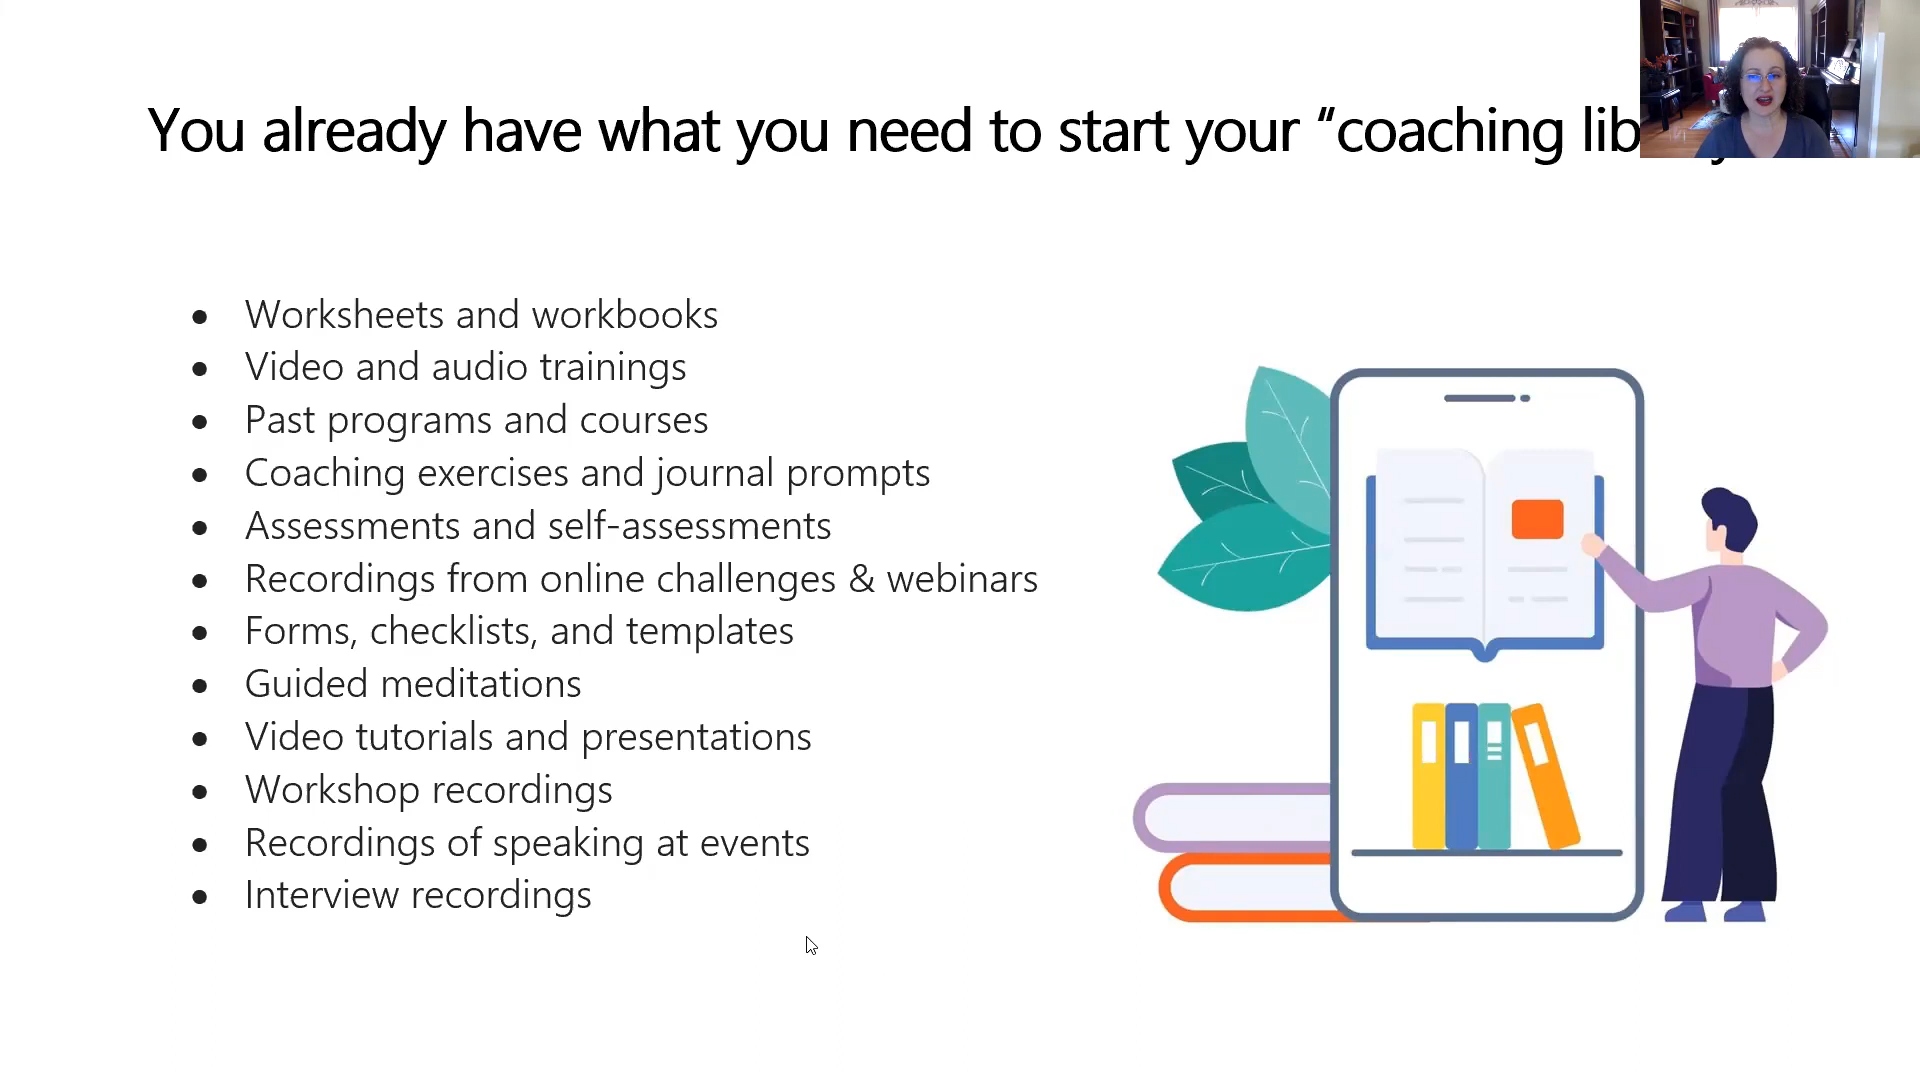 You already have what you need to start your “coaching
• Worksheets and workbooks
• Video and audio trainings
• Past programs and courses
• Coaching exercises and journal prompts
• Assessments and self-assessments
• Recordings from online challenges & webinars
• Forms, checklists, and templates
• Guided meditations
• Video tutorials and presentations
• Workshop recordings
• Recordings of speaking at events
• Interview recordings